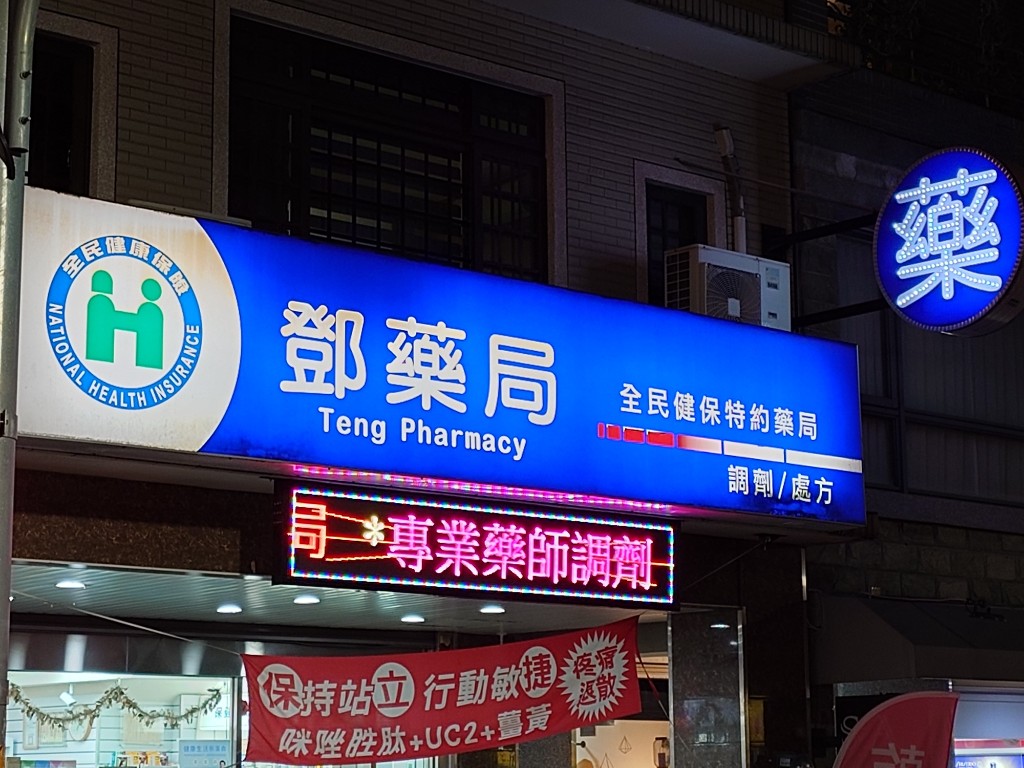 全民健康保險
NATIONAL HEALTH INSURANCE
鄧藥局
Teng Pharmacy
全民健保特約藥局
調劑/處方
藥
局*專業藥師調劑
保持站立 行動敏捷
疼痛
退散
咪唑胜肽+UC2+薑黃